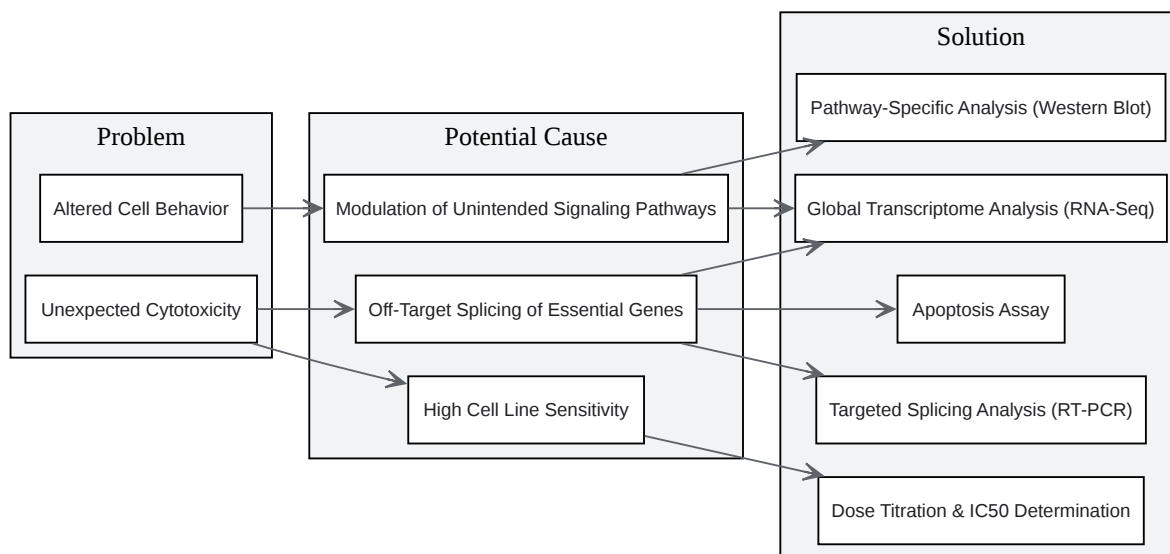 Problem
Altered Cell Behavior
Unexpected Cytotoxicity
Potential Cause
Modulation of Unintended Signaling Pathways
Off-Target Splicing of Essential Genes
High Cell Line Sensitivity
Solution
Pathway-Specific Analysis (Western Blot)
Global Transcriptome Analysis (RNA-Seq)
Apoptosis Assay
Targeted Splicing Analysis (RT-PCR)
Dose Titration & IC50 Determination